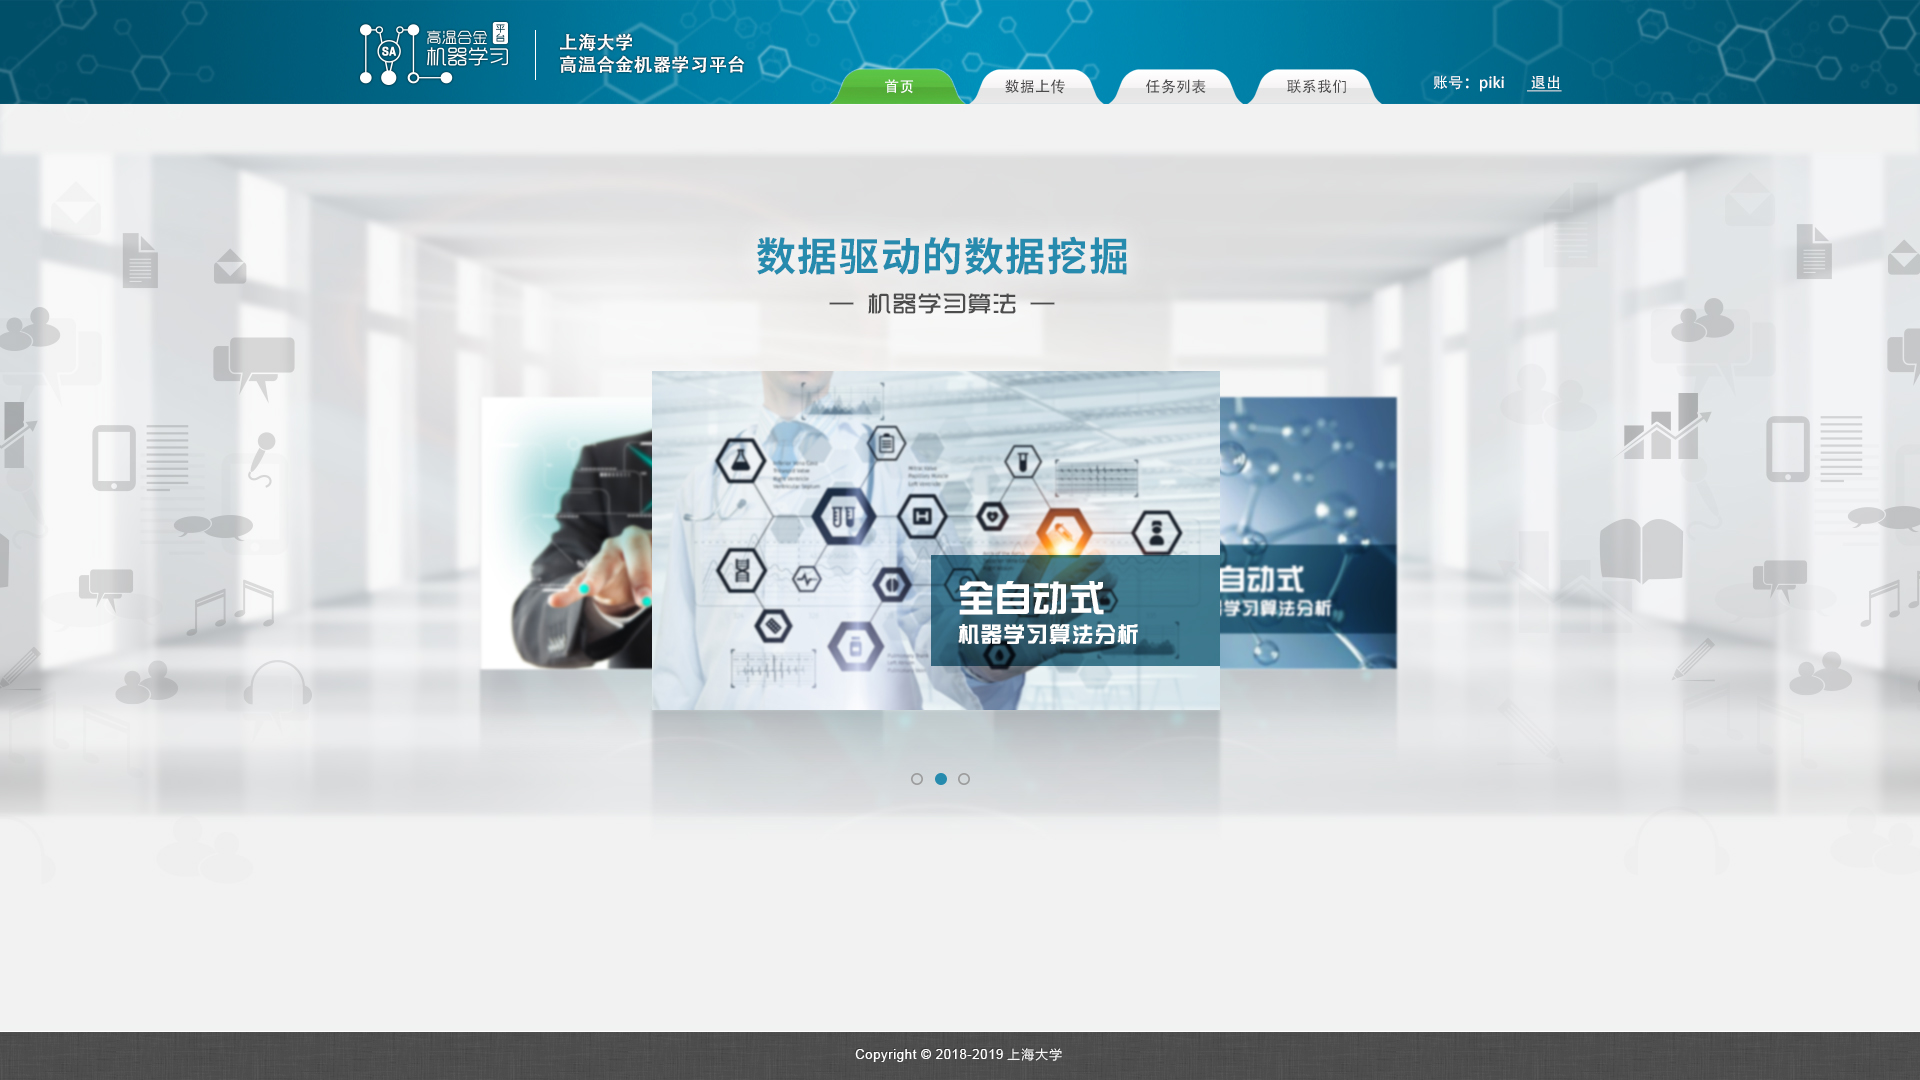 高温合金
平台
SA
机器学习
上海大学
高温合金机器学习平台
首页
数据上传
任务列表
联系我们
账号：piki
退出
数据驱动的数据挖掘
— 机器学习算法 —
全自动式
机器学习算法分析
自动式
学习算法分析
Copyright © 2018-2019 上海大学